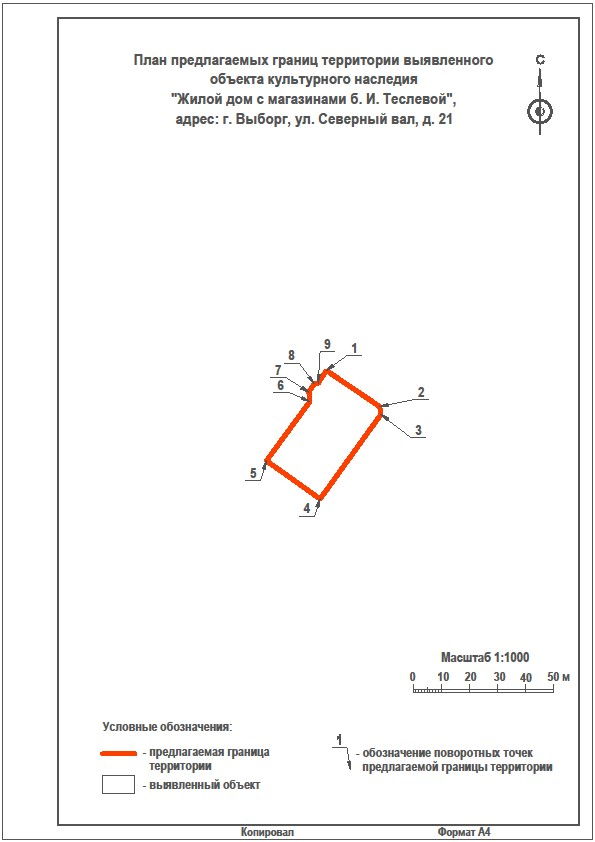 План предлагаемых границ территории выявленного
объекта культурного наследия
"Жилой дом с магазинами б. И. Теслевой",
адрес: г. Выборг, ул. Северный вал, д. 21
С
9
1
8
7
6
2
3
5
4
Масштаб 1:1000
0 10 20 30 40 50 м
Условные обозначения:
- предлагаемая граница
территории
- выявленный объект
1
- обозначение поворотных точек
предлагаемой границы территории
Копировал
Формат А4